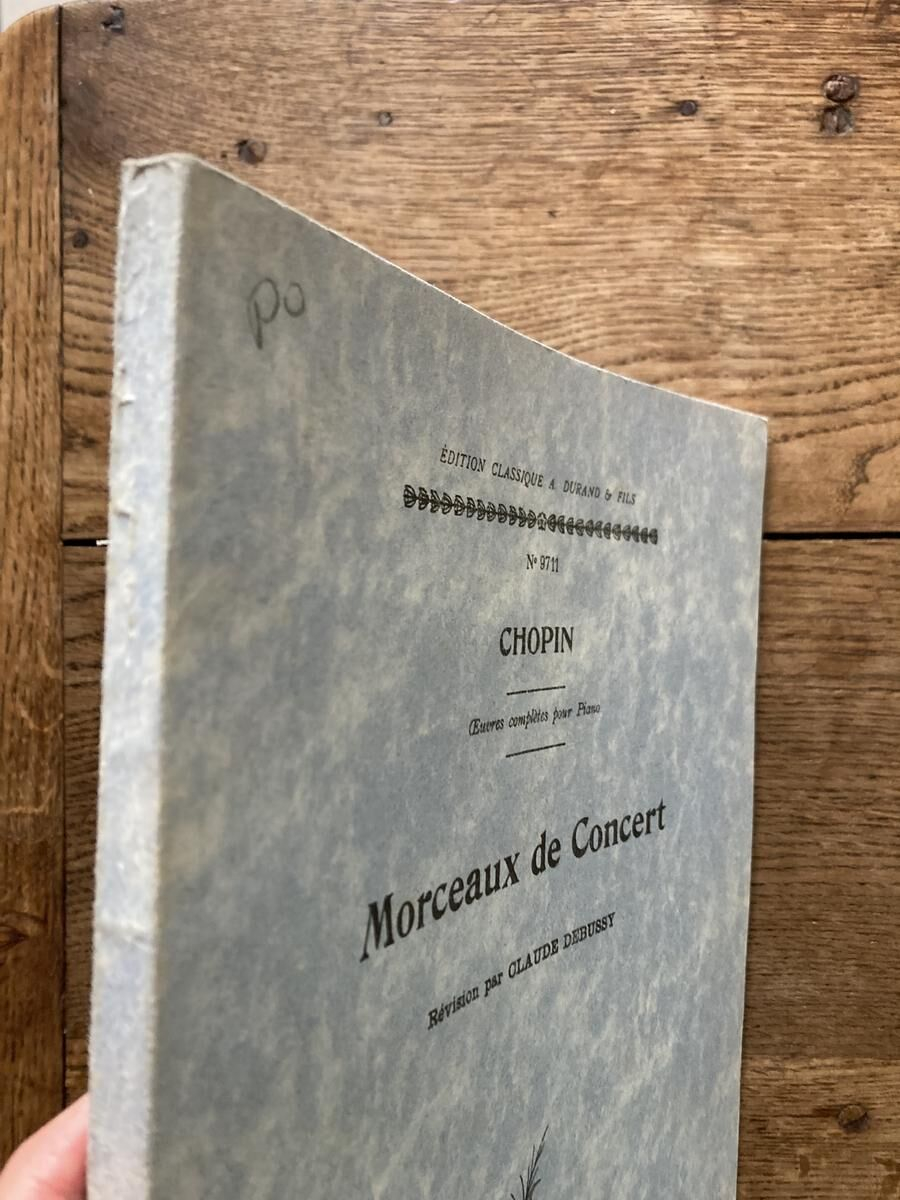 po
ÉDITION CLASSIQUE A. DURAND & FILS
Nº 9711
CHOPIN
Œuvres complètes pour Piano
Morceaux de Concert
Révision par CLAUDE DEBUSSY